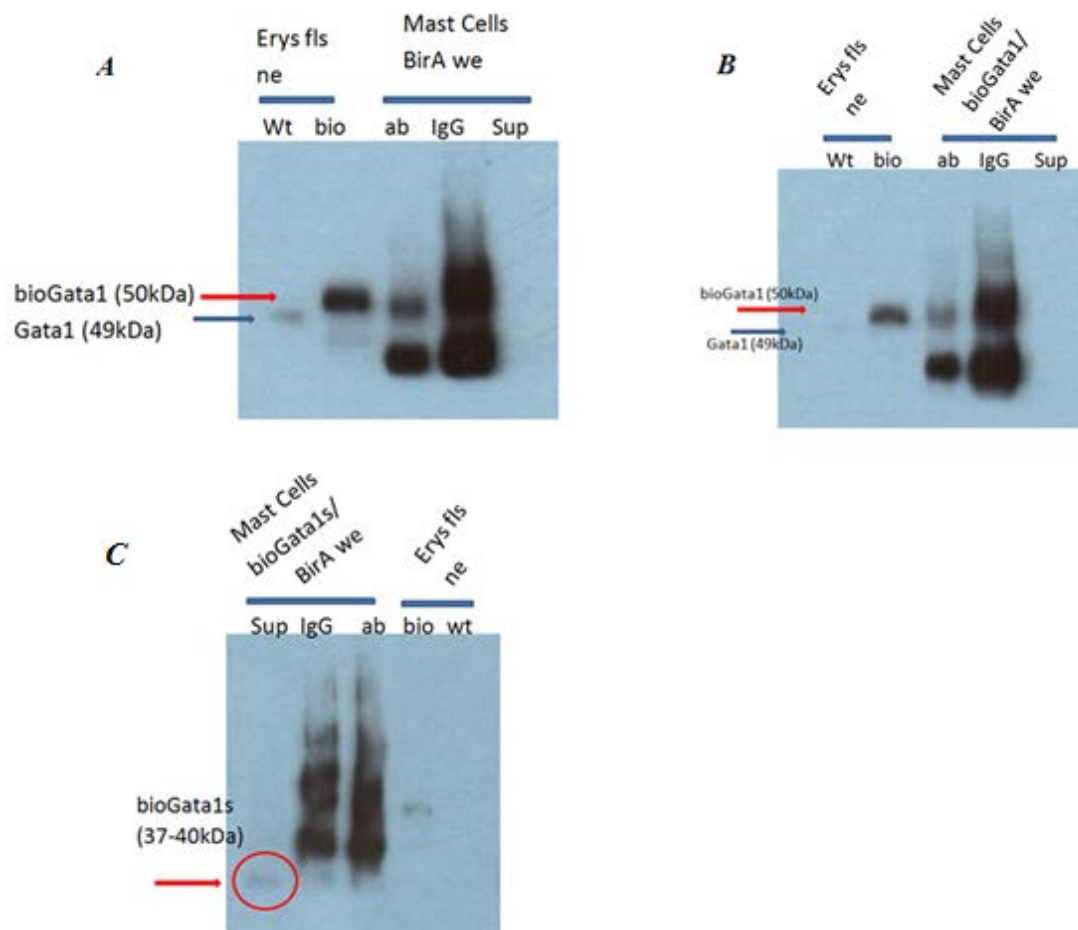 A
Erys fls
ne
Mast Cells
BirA we
Wt bio ab IgG Sup
bioGata1 (50kDa)
Gata1 (49kDa)
B
Erys fls
ne
Mast Cells
bioGata1/
BirA we
Wt bio ab IgG Sup
bioGata1 (50kDa)
Gata1 (49kDa)
C
Mast Cells
bioGata1s/
BirA we
Erys fls
ne
Sup IgG ab bio wt
bioGata1s
(37-40kDa)